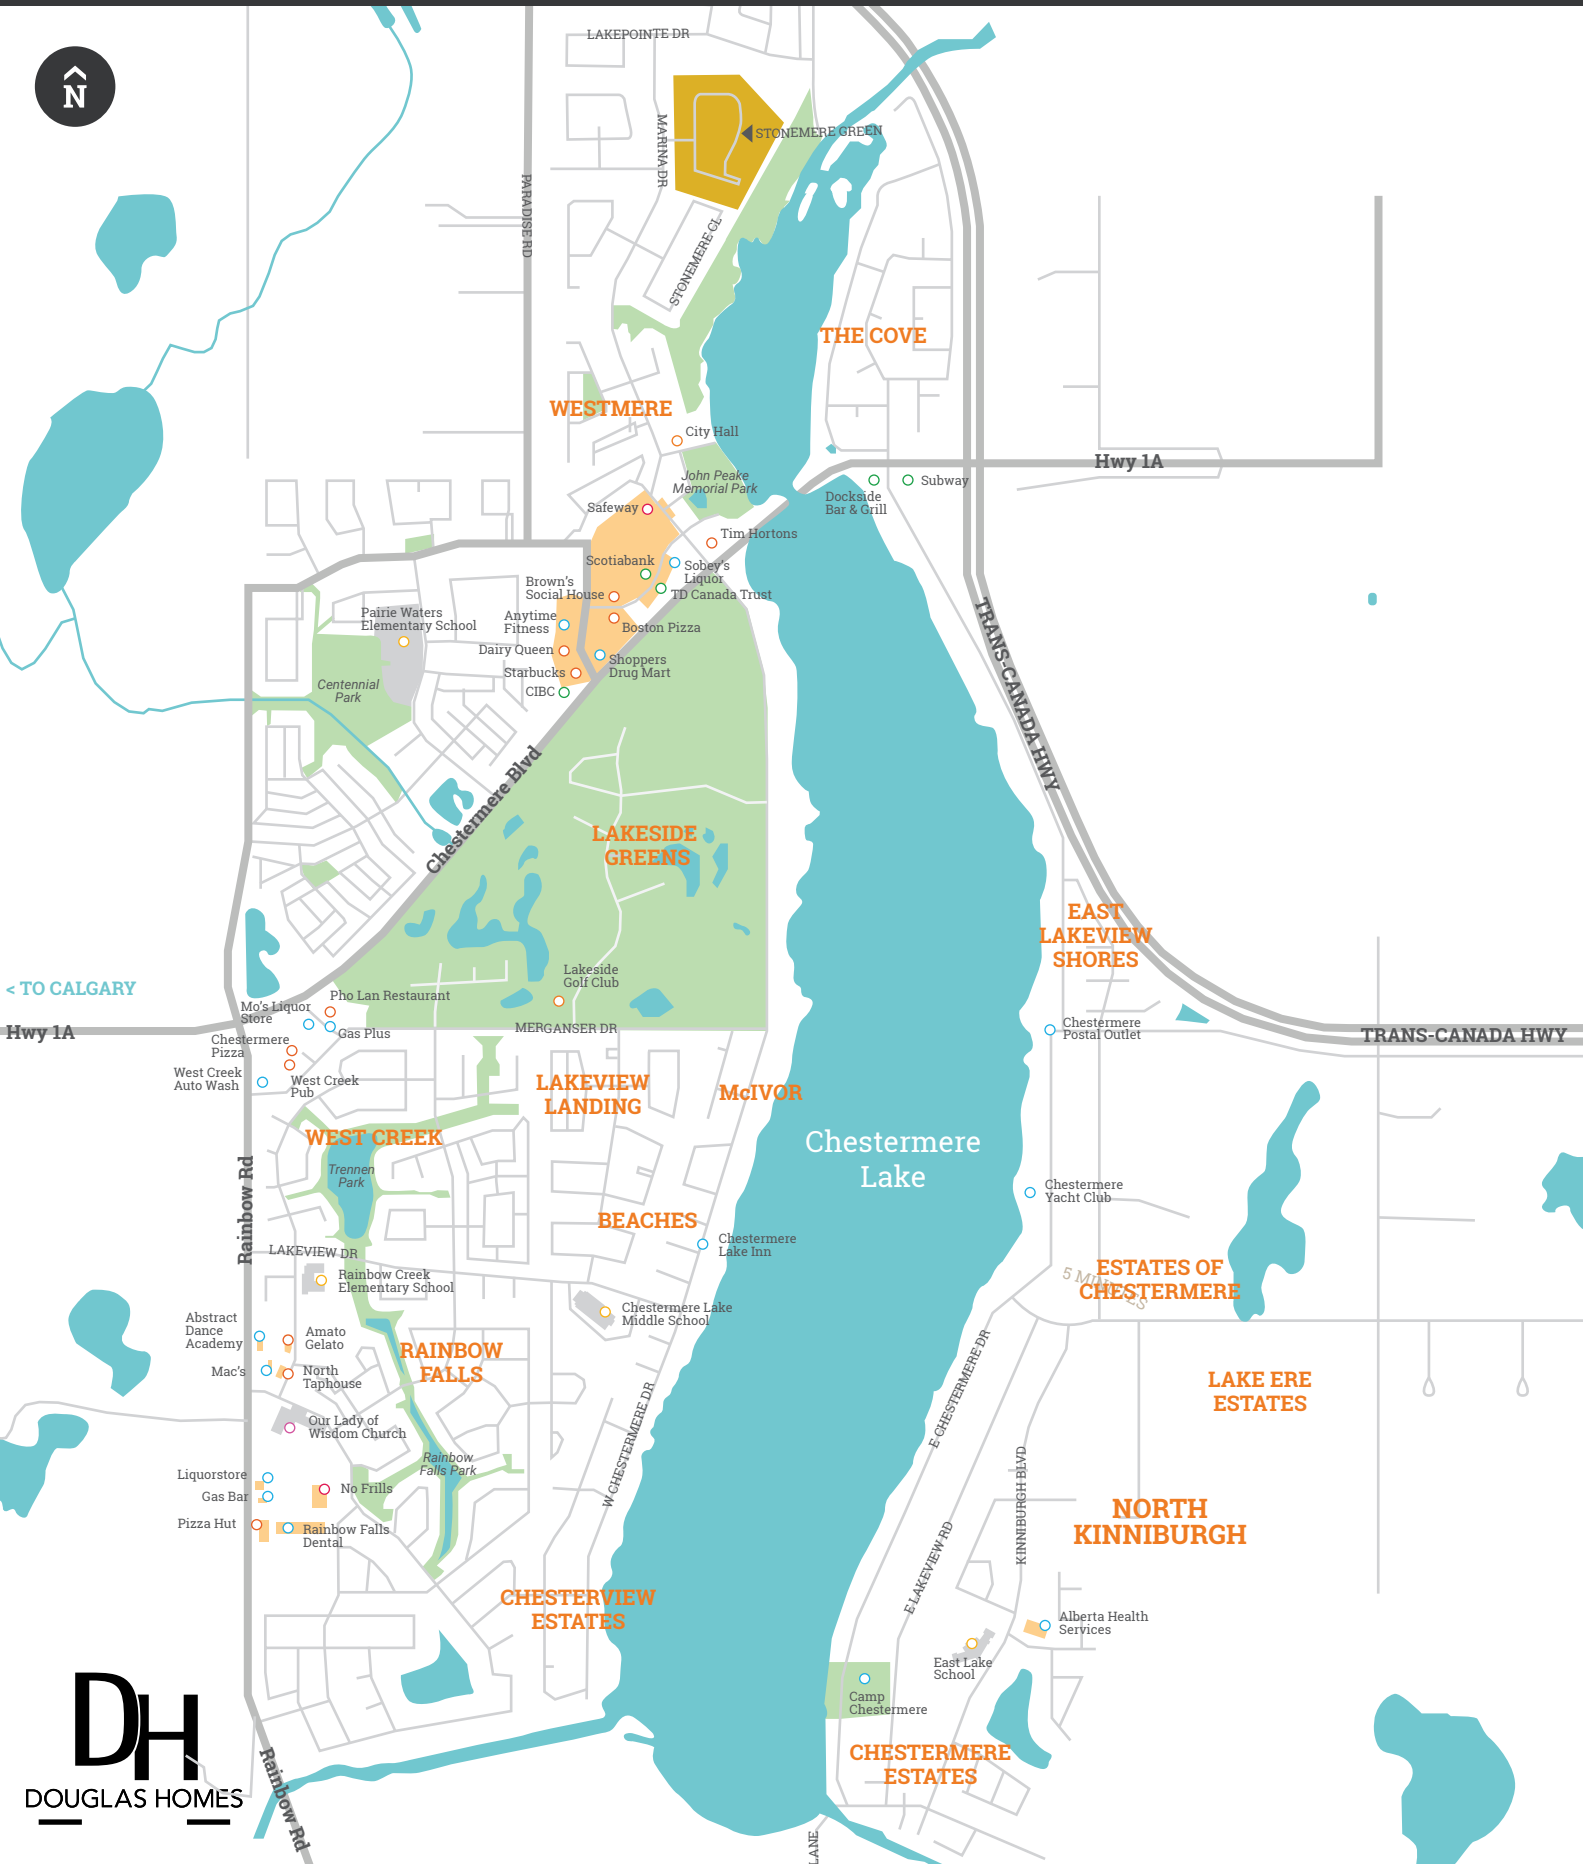 N
LAKEPOINTE DR
MARINA DR
STONEMERE GREEN
PARADISE RD
STONEMERE CL
THE COVE
WESTMERE
City Hall
John Peake
Memorial Park
Hwy 1A
Subway
Dockside
Bar & Grill
Safeway
Tim Hortons
Scotiabank
Sobey's
Liquor
Brown's
Social House
TD Canada Trust
Anytime
Fitness
Boston Pizza
Dairy Queen
Shoppers
Drug Mart
Starbucks
CIBC
Pairie Waters
Elementary School
Centennial
Park
TRANS-CANADA HWY
Chestermere Blvd
LAKESIDE
GREENS
EAST
LAKEVIEW
SHORES
< TO CALGARY
Lakeside
Golf Club
Pho Lan Restaurant
Mo's Liquor
Store
Gas Plus
Hwy 1A
MERGANSER DR
Chestermere
Postal Outlet
TRANS-CANADA HWY
Chestermere
Pizza
West Creek
Auto Wash
West Creek
Pub
LAKEVIEW
LANDING
McIVOR
WEST CREEK
Chestermere
Lake
Trennen
Park
Rainbow Rd
Chestermere
Yacht Club
BEACHES
Chestermere
Lake Inn
LAKEVIEW DR
Rainbow Creek
Elementary School
5 MINUTES
ESTATES OF
CHESTERMERE
Chestermere Lake
Middle School
Abstract
Dance
Academy
Amato
Gelato
RAINBOW
FALLS
Mac's
North
Taphouse
LAKE ERE
ESTATES
E CHESTERMERE DR
W CHESTERMERE DR
Our Lady of
Wisdom Church
Rainbow
Falls Park
Liquorstore
Gas Bar
No Frills
KINNIBURGH BLVD
NORTH
KINNIBURGH
Pizza Hut
Rainbow Falls
Dental
E LAKEVIEW RD
CHESTERVIEW
ESTATES
Alberta Health
Services
East Lake
School
Camp
Chestermere
CHESTERMERE
ESTATES
DH
DOUGLAS HOMES
Rainbow Rd
LANE